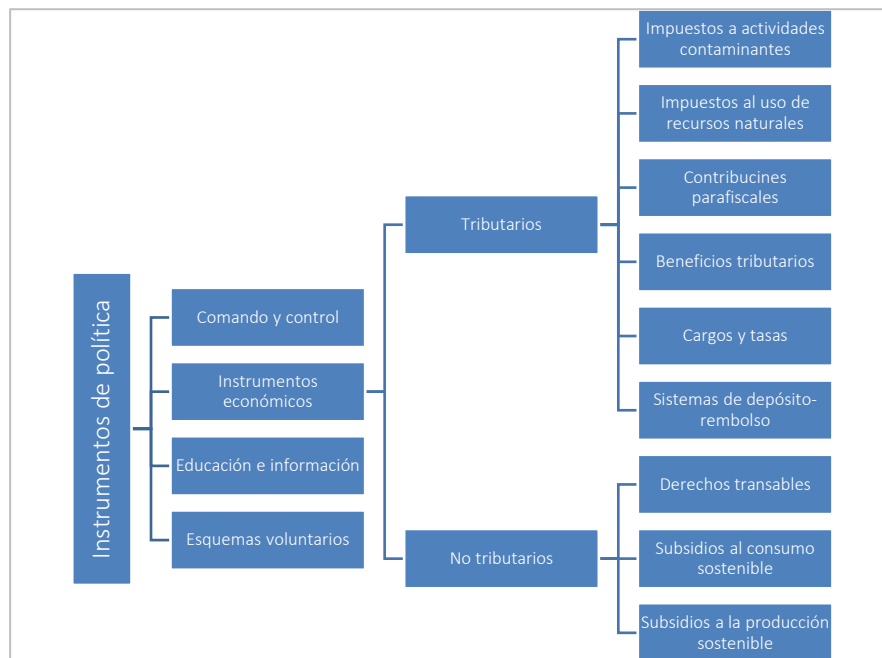 Instrumentos de política
Comando y control
Instrumentos
económicos
Educación e información
Esquemas voluntarios
Tributarios
No tributarios
Impuestos a actividades
contaminantes
Impuestos al uso de
recursos naturales
Contribucines
parafiscales
Beneficios tributarios
Cargos y tasas
Sistemas de depósito-
rembolso
Derechos transables
Subsidios al consumo
sostenible
Subsidios a la producción
sostenible